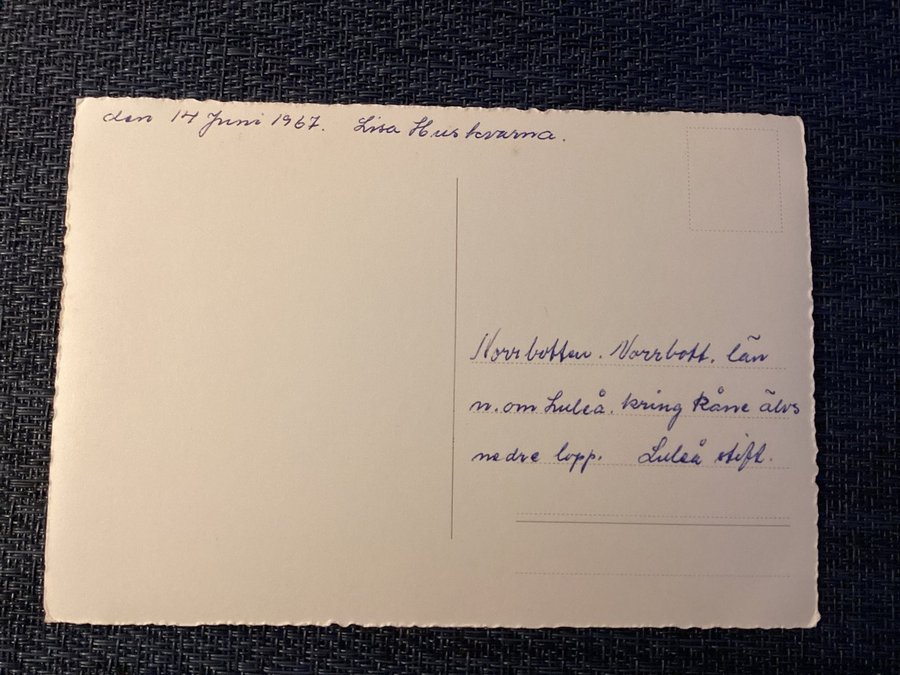 den 14 Juni 1967. Lisa Huskvarna.
Norrbotten. Norrbott. län
n. om Luleå. kring Råne älvs
nedre lopp. Luleå stift.